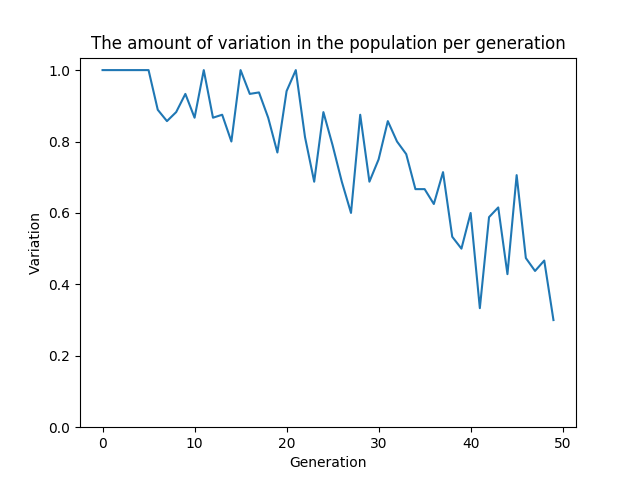 The amount of variation in the population per generation
1.0
0.8
0.6
0.4
0.2
0.0
Variation
0 10 20 30 40 50
Generation